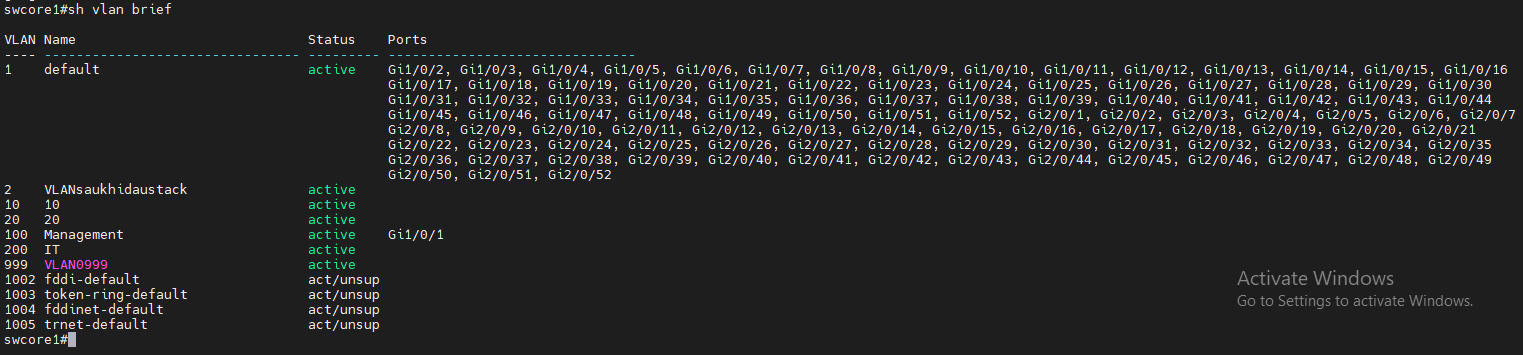 swcore1#sh vlan brief
VLAN Name                             Status    Ports
---- -------------------------------- --------- -------------------------------
1    default                          active    Gi1/0/2, Gi1/0/3, Gi1/0/4, Gi1/0/5, Gi1/0/6, Gi1/0/7, Gi1/0/8, Gi1/0/9, Gi1/0/10, Gi1/0/11, Gi1/0/12, Gi1/0/13, Gi1/0/14, Gi1/0/15, Gi1/0/16
Gi1/0/17, Gi1/0/18, Gi1/0/19, Gi1/0/20, Gi1/0/21, Gi1/0/22, Gi1/0/23, Gi1/0/24, Gi1/0/25, Gi1/0/26, Gi1/0/27, Gi1/0/28, Gi1/0/29, Gi1/0/30
Gi1/0/31, Gi1/0/32, Gi1/0/33, Gi1/0/34, Gi1/0/35, Gi1/0/36, Gi1/0/37, Gi1/0/38, Gi1/0/39, Gi1/0/40, Gi1/0/41, Gi1/0/42, Gi1/0/43, Gi1/0/44
Gi1/0/45, Gi1/0/46, Gi1/0/47, Gi1/0/48, Gi1/0/49, Gi1/0/50, Gi1/0/51, Gi1/0/52, Gi2/0/1, Gi2/0/2, Gi2/0/3, Gi2/0/4, Gi2/0/5, Gi2/0/6, Gi2/0/7
Gi2/0/8, Gi2/0/9, Gi2/0/10, Gi2/0/11, Gi2/0/12, Gi2/0/13, Gi2/0/14, Gi2/0/15, Gi2/0/16, Gi2/0/17, Gi2/0/18, Gi2/0/19, Gi2/0/20, Gi2/0/21
Gi2/0/22, Gi2/0/23, Gi2/0/24, Gi2/0/25, Gi2/0/26, Gi2/0/27, Gi2/0/28, Gi2/0/29, Gi2/0/30, Gi2/0/31, Gi2/0/32, Gi2/0/33, Gi2/0/34, Gi2/0/35
Gi2/0/36, Gi2/0/37, Gi2/0/38, Gi2/0/39, Gi2/0/40, Gi2/0/41, Gi2/0/42, Gi2/0/43, Gi2/0/44, Gi2/0/45, Gi2/0/46, Gi2/0/47, Gi2/0/48, Gi2/0/49
Gi2/0/50, Gi2/0/51, Gi2/0/52
2    VLANsaukhidaustack               active
10   10                               active
20   20                               active
100  Management                       active    Gi1/0/1
200  IT                               active
999  VLAN0999                         active
1002 fddi-default                     act/unsup
1003 token-ring-default               act/unsup
1004 fddinet-default                  act/unsup
1005 trnet-default                    act/unsup
swcore1#
Activate Windows
Go to Settings to activate Windows.